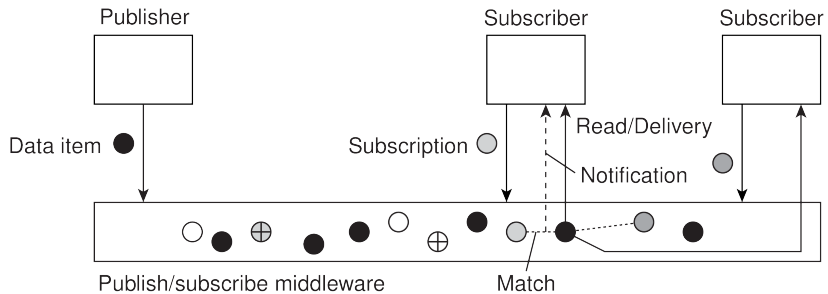 Publisher
Subscriber
Subscriber
Data item
Subscription
Read/Delivery
Notification
Publish/subscribe middleware
Match